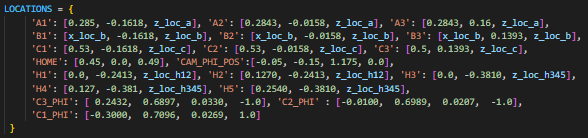 LOCATIONS = {
'A1': [0.285, -0.1618, z_loc_a], 'A2': [0.2843, -0.0158, z_loc_a], 'A3': [0.2843, 0.16, z_loc_a],
'B1': [x_loc_b, -0.1618, z_loc_b], 'B2': [x_loc_b, -0.0158, z_loc_b], 'B3': [x_loc_b, 0.1393, z_loc_b],
'C1': [0.53, -0.1618, z_loc_c], 'C2': [0.53, -0.0158, z_loc_c], 'C3': [0.5, 0.1393, z_loc_c],
'HOME': [0.45, 0.0, 0.49], 'CAM_PHI_POS':[-0.05, -0.15, 1.175, 0.0],
'H1': [0.0, -0.2413, z_loc_h12], 'H2': [0.1270, -0.2413, z_loc_h12], 'H3': [0.0, -0.3810, z_loc_h345],
'H4': [0.127, -0.381, z_loc_h345], 'H5': [0.2540, -0.3810, z_loc_h345],
'C3_PHI': [ 0.2432, 0.6897, 0.0330, -1.0], 'C2_PHI' : [-0.0100, 0.6989, 0.0207, -1.0],
'C1_PHI':[-0.3000, 0.7096, 0.0269, 1.0]
}